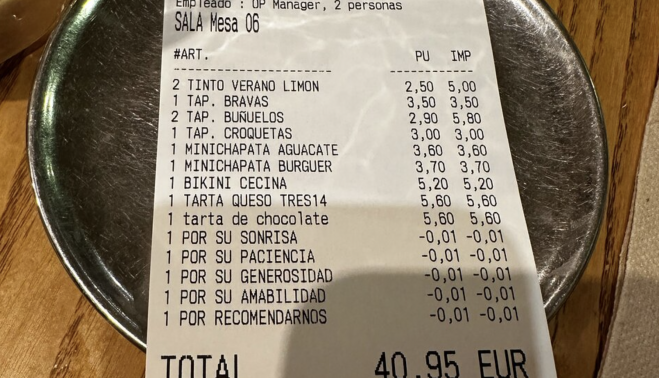 Empleado : OP Manager, 2 personas
SALA Mesa 06
#ART. PU IMP
2 TINTO VERANO LIMON 2,50 5,00
1 TAP. BRAVAS 3,50 3,50
2 TAP. BUÑUELOS 2,90 5,80
1 TAP. CROQUETAS 3,00 3,00
1 MINICHAPATA AGUACATE 3,60 3,60
1 MINICHAPATA BURGUER 3,70 3,70
1 BIKINI CECINA 5,20 5,20
1 TARTA QUESO TRES14 5,60 5,60
1 tarta de chocolate 5,60 5,60
1 POR SU SONRISA -0,01 -0,01
1 POR SU PACIENCIA -0,01 -0,01
1 POR SU GENEROSIDAD -0,01 -0,01
1 POR SU AMABILIDAD -0,01 -0,01
1 POR RECOMENDARNOS -0,01 -0,01
TOTAL 40,95 EUR